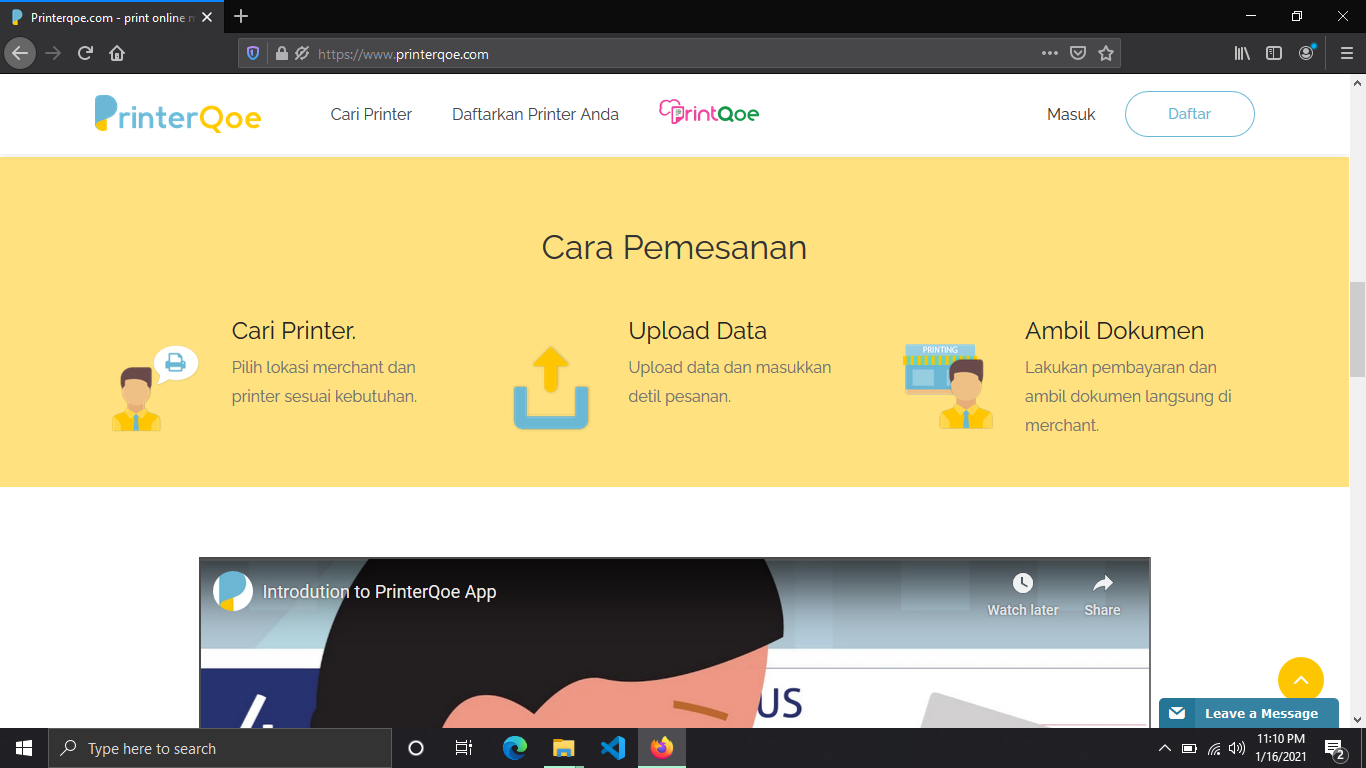 Printerqoe.com - print online m
https://www.printerqoe.com
PrinterQoe
Cari Printer
Daftarkan Printer Anda
PrintQoe
Masuk
Daftar
Cara Pemesanan
Cari Printer.
Pilih lokasi merchant dan
printer sesuai kebutuhan.
Upload Data
Upload data dan masukkan
detil pesanan.
PRINTING
Ambil Dokumen
Lakukan pembayaran dan
ambil dokumen langsung di
merchant.
Introdution to PrinterQoe App
Watch later
Share
US
Leave a Message
Type here to search
11:10 PM
1/16/2021
2